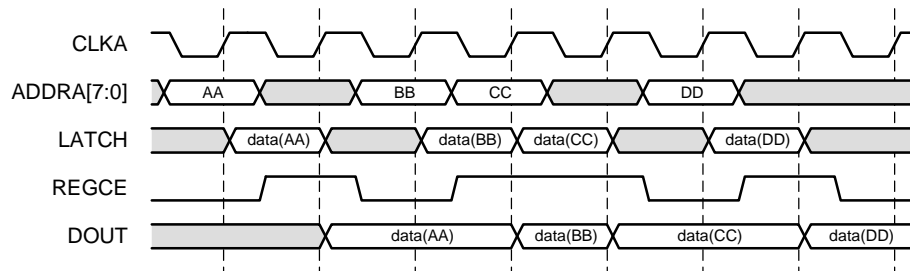 CLKA
ADDRA[7:0] AA BB CC DD
LATCH data(AA) data(BB) data(CC) data(DD)
REGCE
DOUT data(AA) data(BB) data(CC) data(DD)